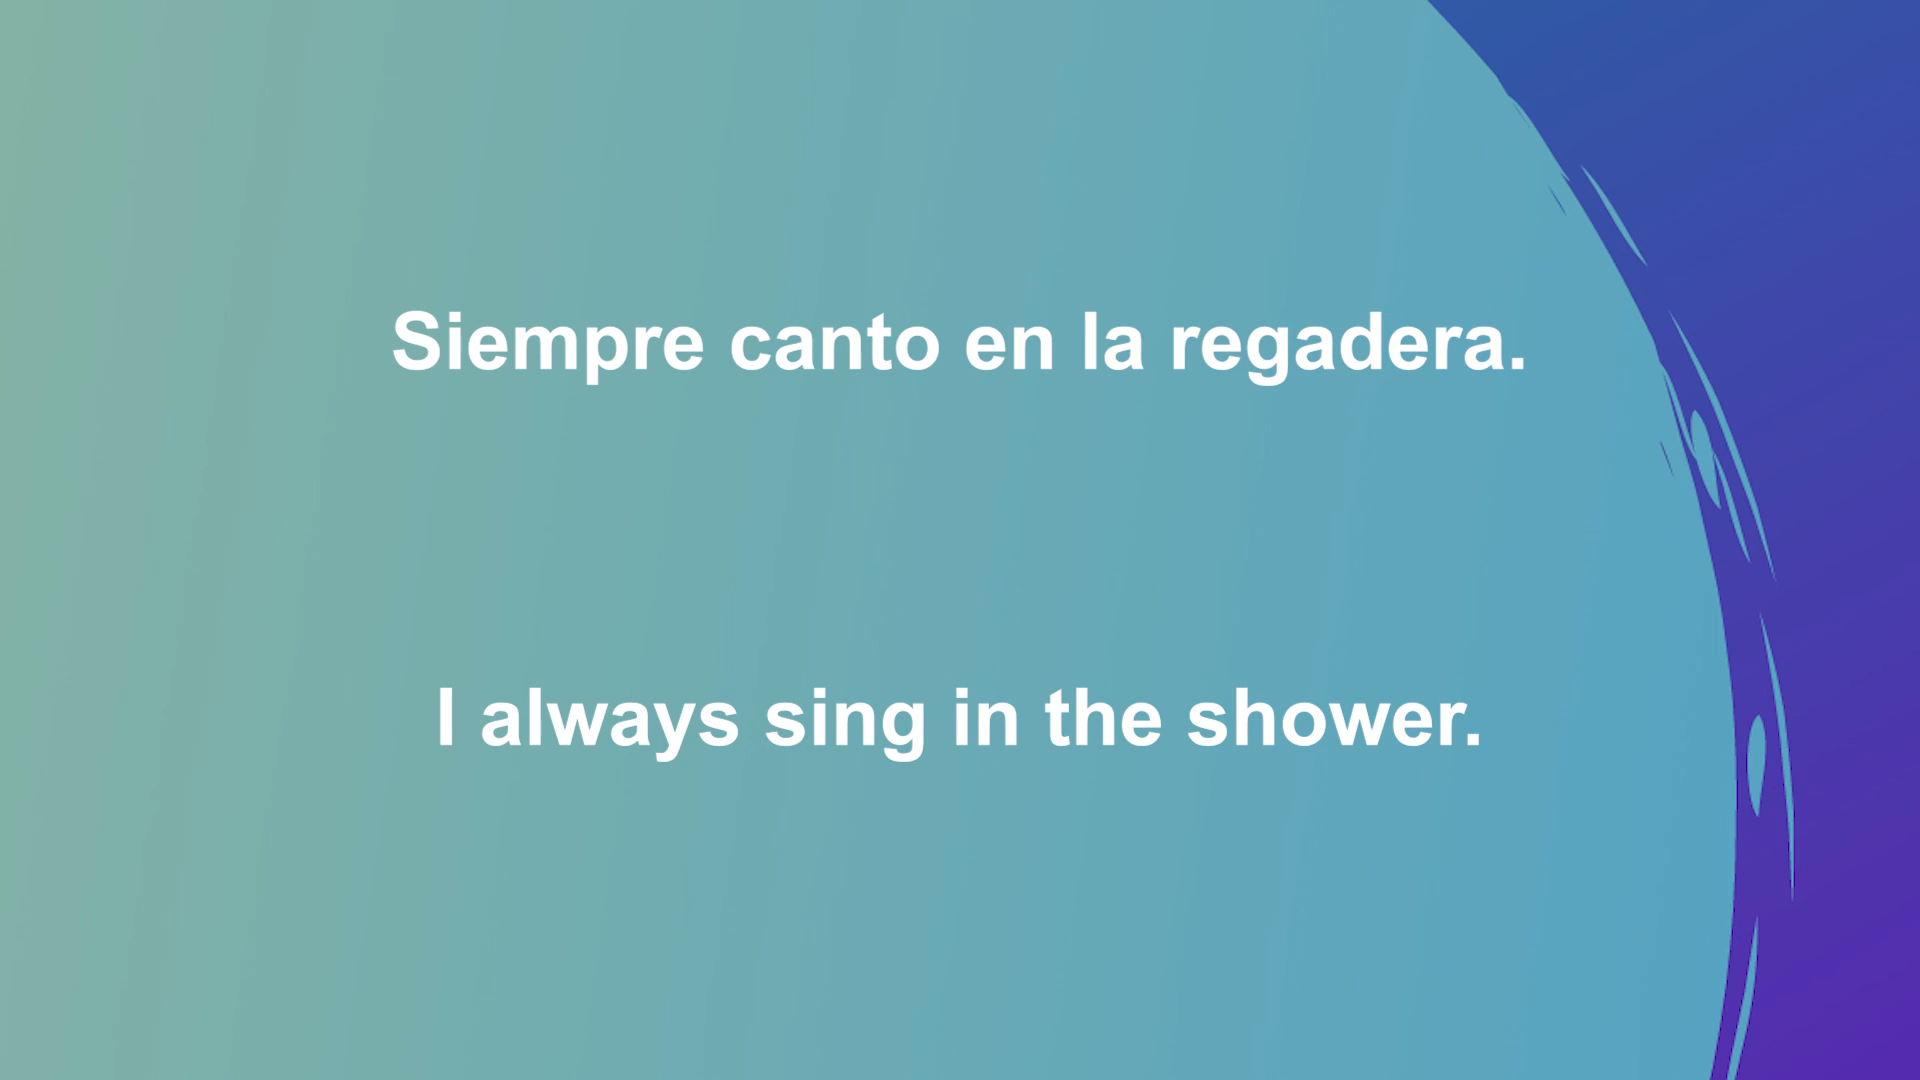 Siempre canto en la regadera.
I always sing in the shower.